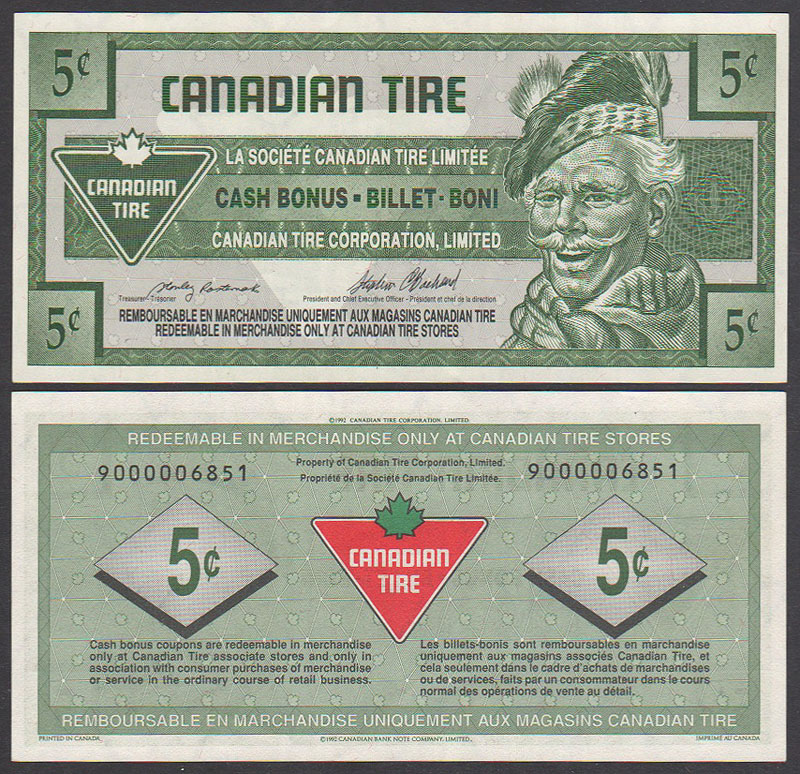 5¢
5¢
CANADIAN TIRE
LA SOCIÉTÉ CANADIAN TIRE LIMITÉE
CANADIAN
TIRE
CASH BONUS - BILLET - BONI
CANADIAN TIRE CORPORATION, LIMITED
Treasurer - Trésorier
President and Chief Executive Officer - Président et chef de la direction
REMBOURSABLE EN MARCHANDISE UNIQUEMENT AUX MAGASINS CANADIAN TIRE
REDEEMABLE IN MERCHANDISE ONLY AT CANADIAN TIRE STORES
5¢
5¢
©1992 CANADIAN TIRE CORPORATION, LIMITED.
REDEEMABLE IN MERCHANDISE ONLY AT CANADIAN TIRE STORES
9000006851
Property of Canadian Tire Corporation, Limited.
Propriété de la Société Canadian Tire Limitée.
9000006851
5¢
CANADIAN
TIRE
5¢
Cash bonus coupons are redeemable in merchandise
only at Canadian Tire associate stores and only in
association with consumer purchases of merchandise
or service in the ordinary course of retail business.
Les billets-bonis sont remboursables en marchandise
uniquement aux magasins associés Canadian Tire, et
cela seulement dans le cadre d'achats de marchandises
ou de services, faits par un consommateur dans le cours
normal des opérations de vente au détail.
REMBOURSABLE EN MARCHANDISE UNIQUEMENT AUX MAGASINS CANADIAN TIRE
PRINTED IN CANADA
©1992 CANADIAN BANK NOTE COMPANY, LIMITED.
IMPRIMÉ AU CANADA